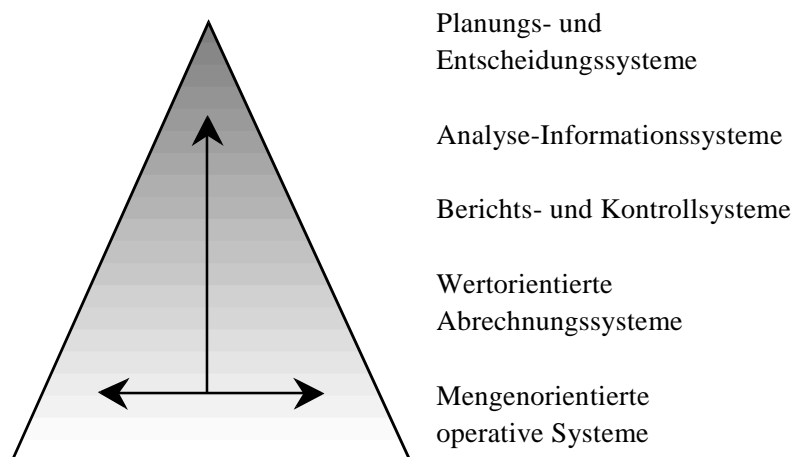 Planungs- und
Entscheidungssysteme
Analyse-Informationssysteme
Berichts- und Kontrollsysteme
Wertorientierte
Abrechnungssysteme
Mengenorientierte
operative Systeme